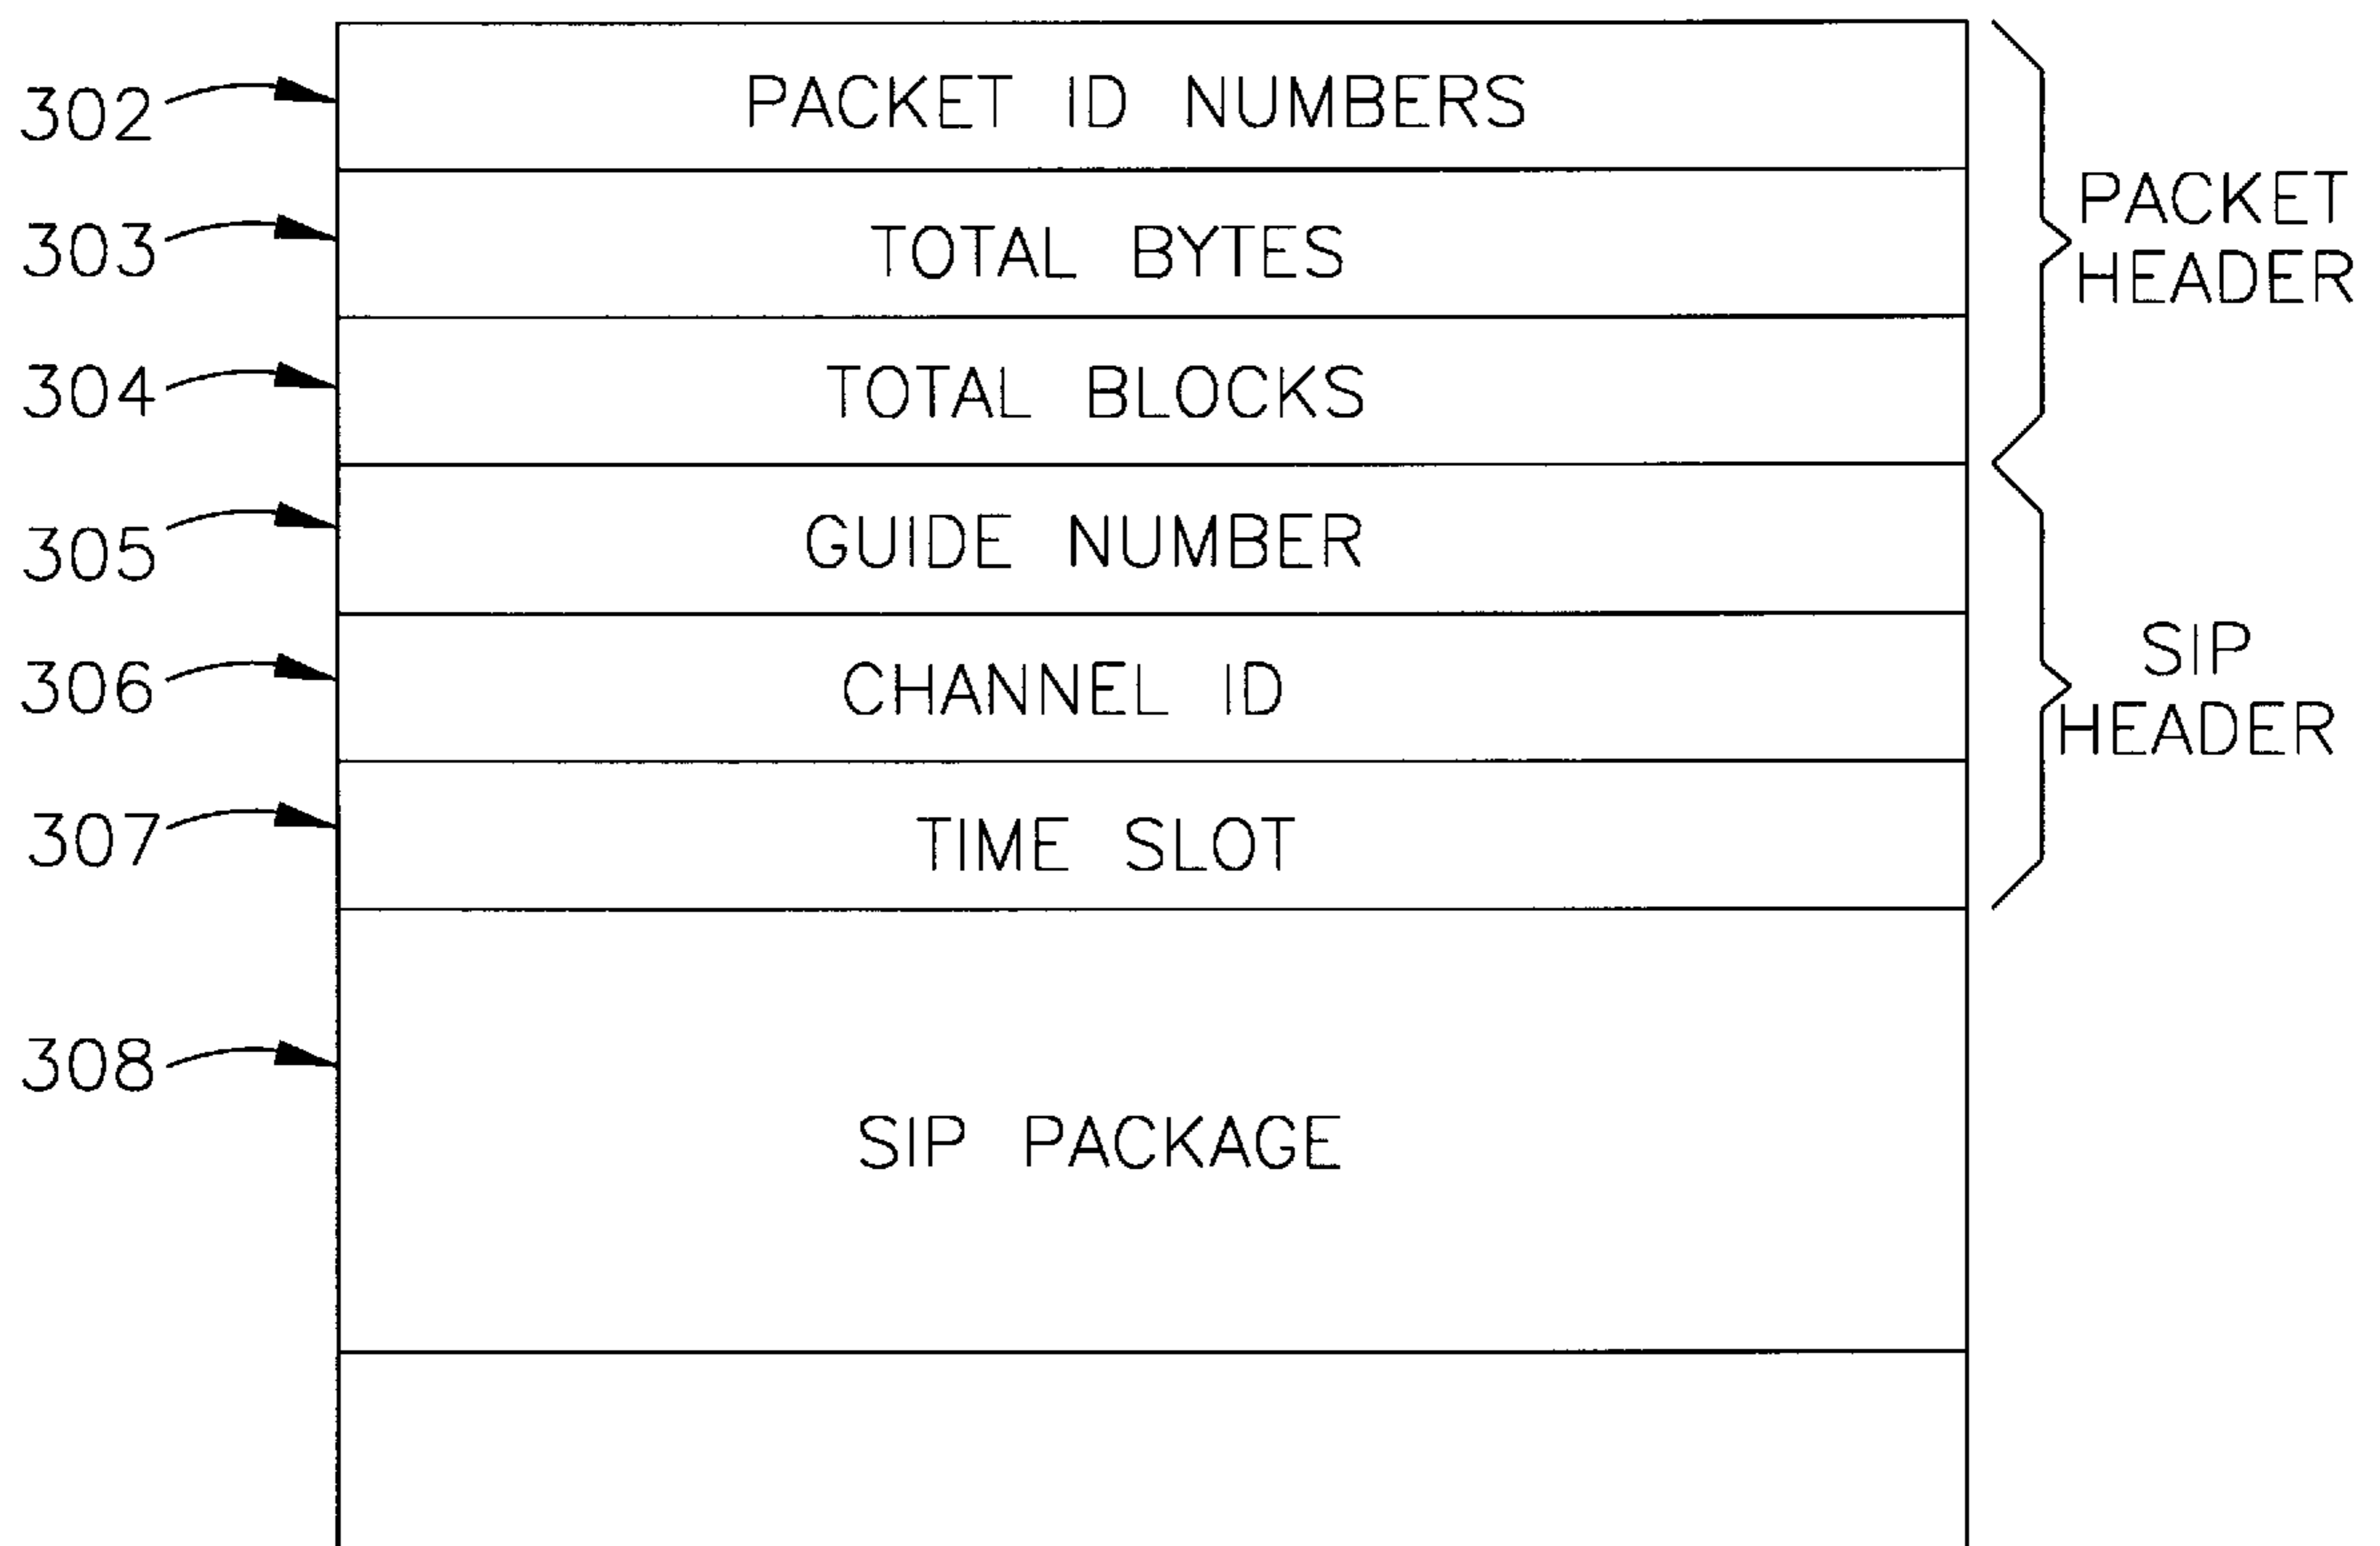 302 PACKET ID NUMBERS
303 TOTAL BYTES
304 TOTAL BLOCKS
PACKET
HEADER
305 GUIDE NUMBER
306 CHANNEL ID
307 TIME SLOT
SIP
HEADER
308 SIP PACKAGE